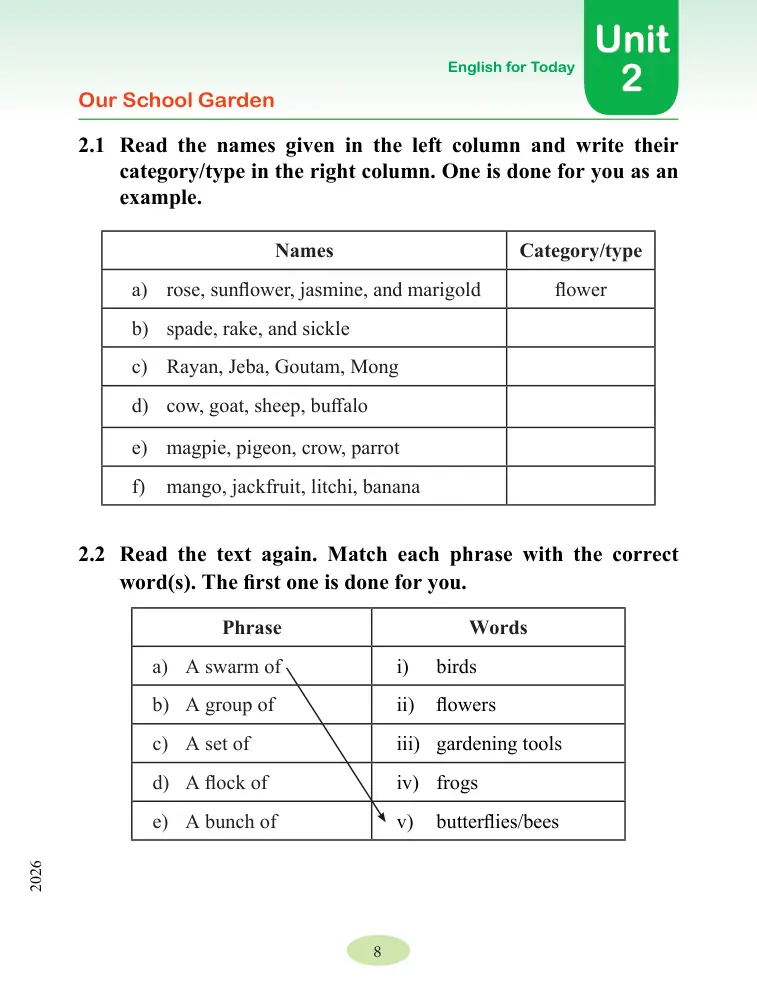 Unit
2
English for Today
Our School Garden
2.1 Read the names given in the left column and write their
category/type in the right column. One is done for you as an
example.
Names Category/type
a) rose, sunflower, jasmine, and marigold flower
b) spade, rake, and sickle
c) Rayan, Jeba, Goutam, Mong
d) cow, goat, sheep, buffalo
e) magpie, pigeon, crow, parrot
f) mango, jackfruit, litchi, banana
2.2 Read the text again. Match each phrase with the correct
word(s). The first one is done for you.
Phrase Words
a) A swarm of i) birds
b) A group of ii) flowers
c) A set of iii) gardening tools
d) A flock of iv) frogs
e) A bunch of v) butterflies/bees
2026
8